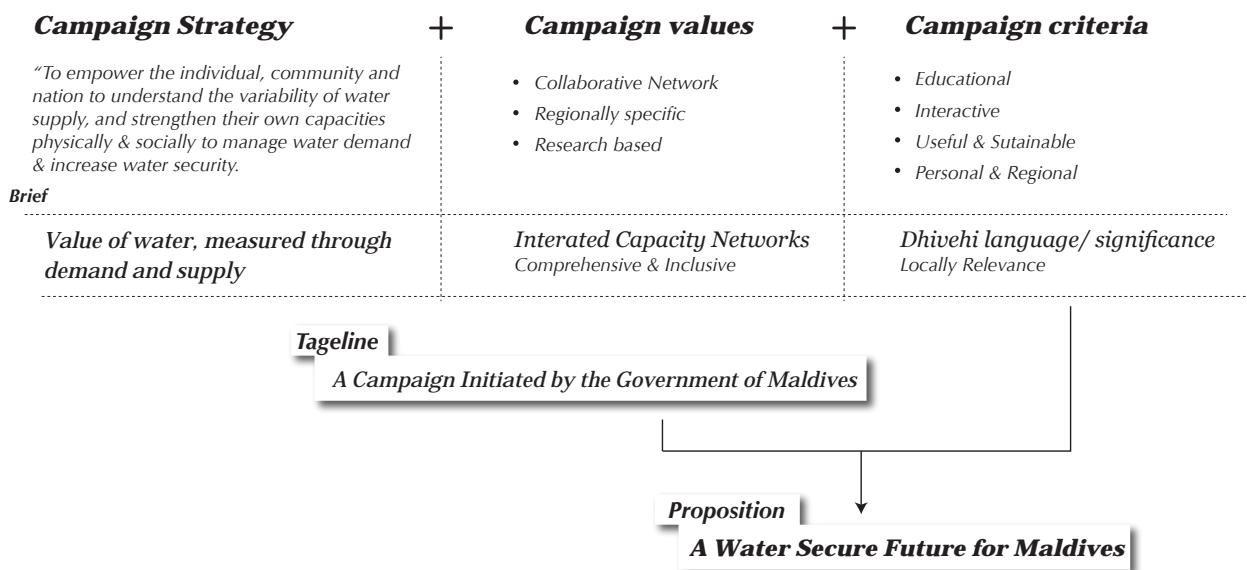 Campaign Strategy + Campaign values + Campaign criteria
“To empower the individual, community and
nation to understand the variability of water
supply, and strengthen their own capacities
physically & socially to manage water demand
& increase water security.
• Collaborative Network
• Regionally specific
• Research based
• Educational
• Interactive
• Useful & Sutainable
• Personal & Regional
Brief
Value of water, measured through
demand and supply
Interated Capacity Networks
Comprehensive & Inclusive
Dhivehi language/ significance
Locally Relevance
Tageline
A Campaign Initiated by the Government of Maldives
Proposition
A Water Secure Future for Maldives